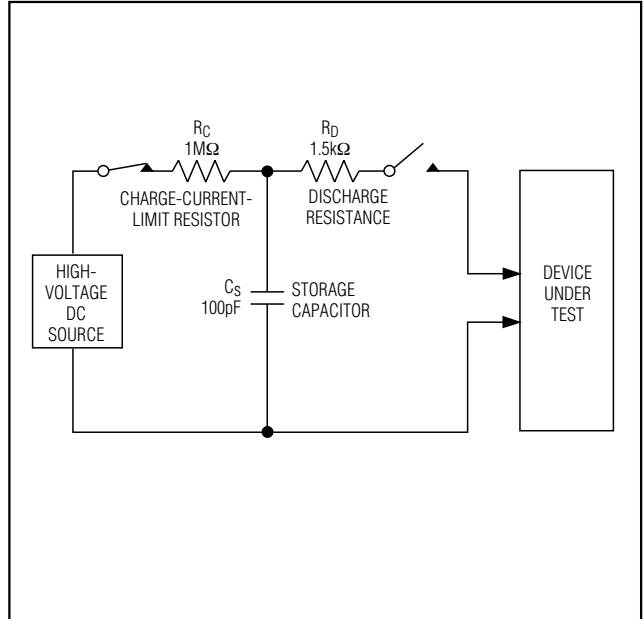 R_C
1MΩ
CHARGE-CURRENT-
LIMIT RESISTOR
R_D
1.5kΩ
DISCHARGE
RESISTANCE
HIGH-
VOLTAGE
DC
SOURCE
C_S
100pF
STORAGE
CAPACITOR
DEVICE
UNDER
TEST